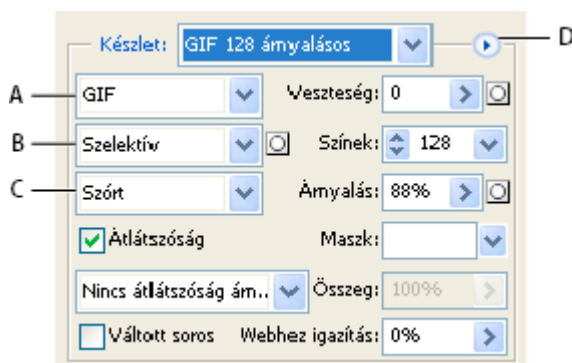 Készlet: GIF 128 árnyalásos D
A GIF Veszteség: 0
B Szelektív Színek: 128
C Szórt Árnyalás: 88%
Átlátszóság Maszk:
Nincs átlátszóság árn.. Összeg: 100%
Váltott soros Webhez igazítás: 0%